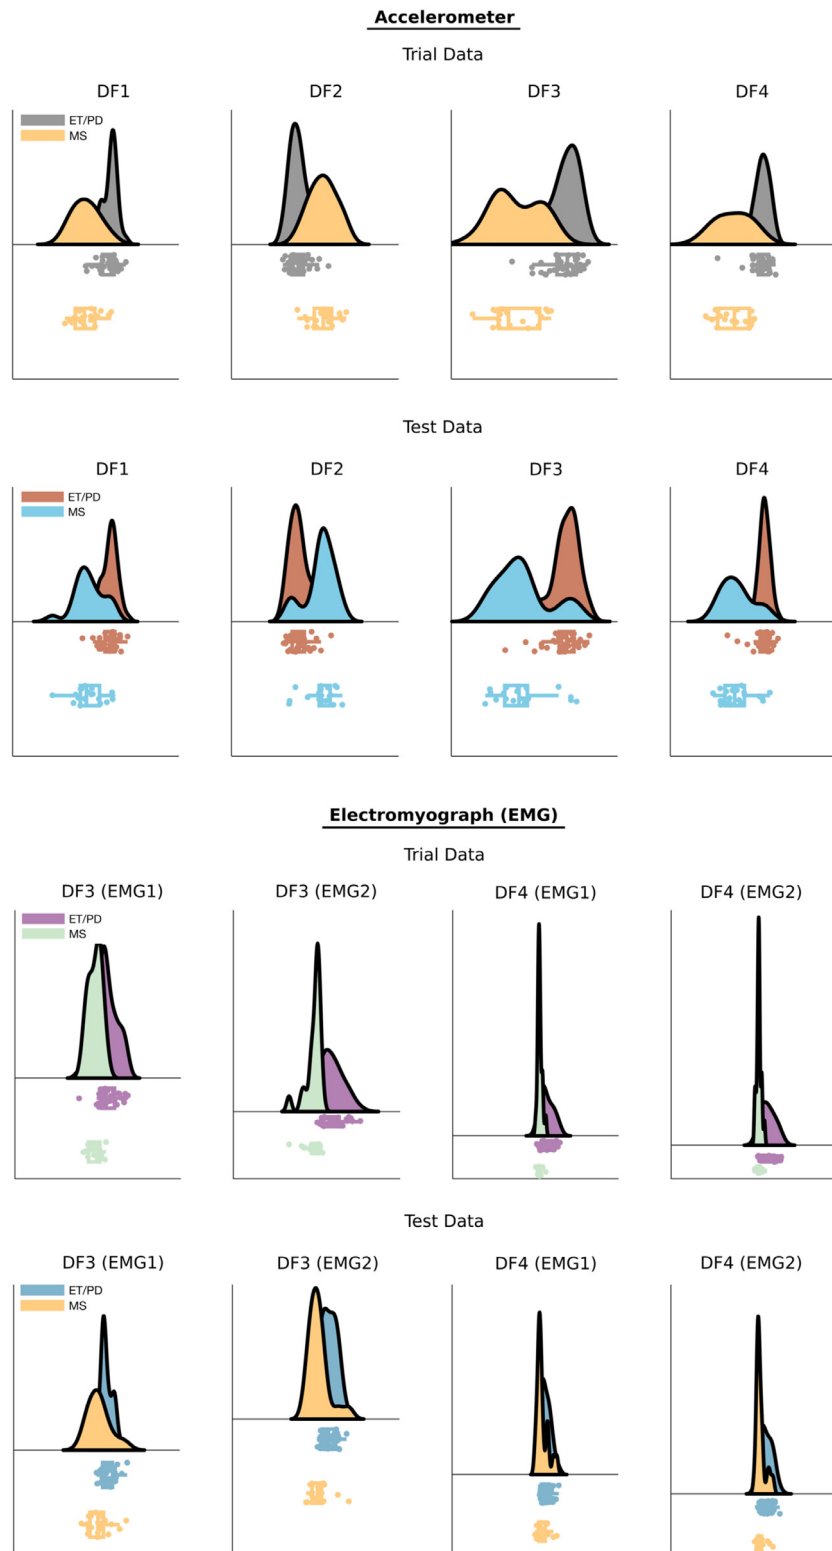 Accelerometer
Trial Data
DF1 DF2 DF3 DF4
ET/PD
MS
Test Data
DF1 DF2 DF3 DF4
ET/PD
MS
Electromyograph (EMG)
Trial Data
DF3 (EMG1) DF3 (EMG2) DF4 (EMG1) DF4 (EMG2)
ET/PD
MS
Test Data
DF3 (EMG1) DF3 (EMG2) DF4 (EMG1) DF4 (EMG2)
ET/PD
MS